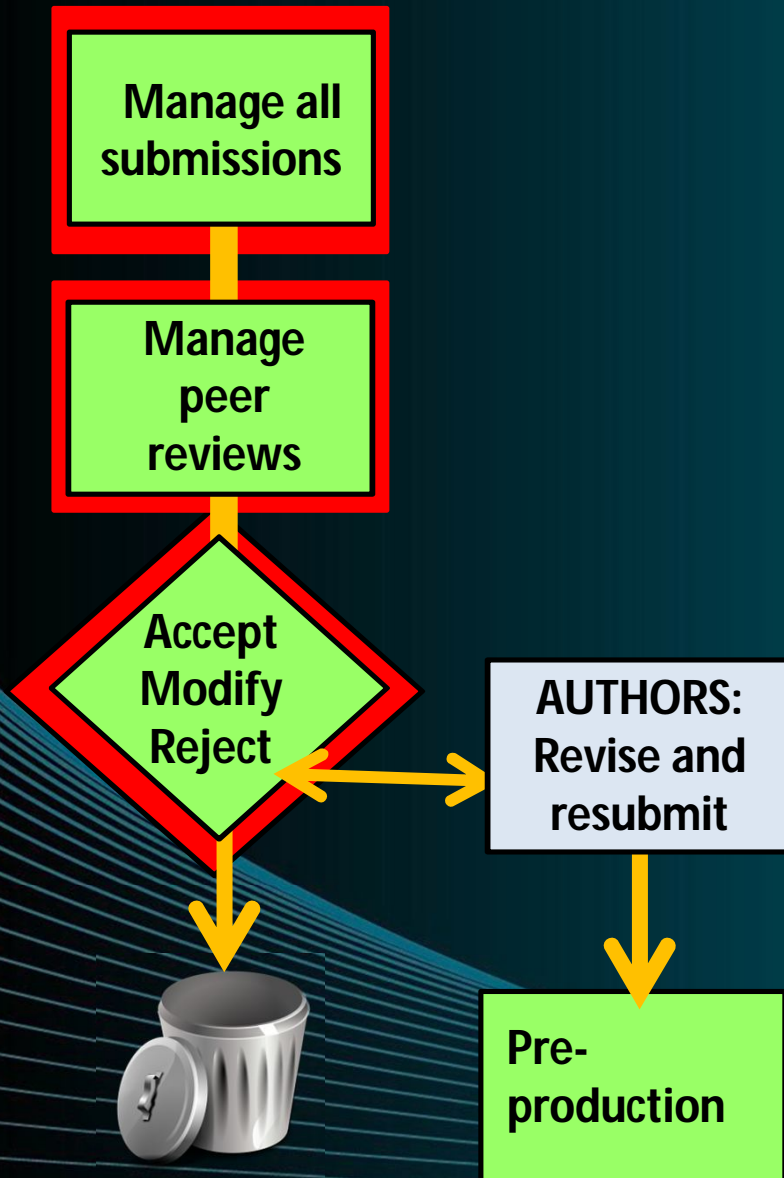 Manage all
submissions
Manage
peer
reviews
Accept
Modify
Reject
AUTHORS:
Revise and
resubmit
Pre-
production